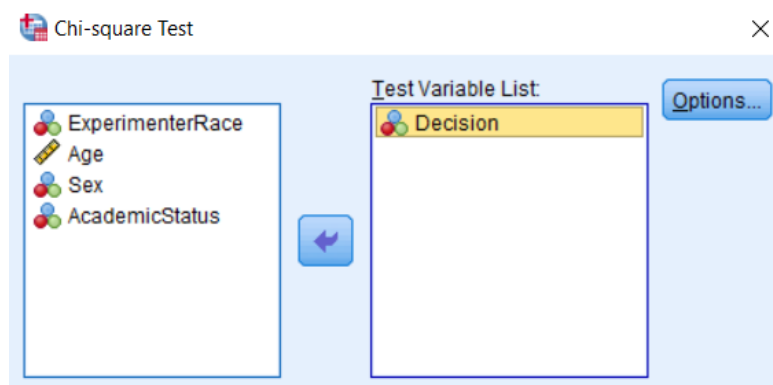 Chi-square Test
Test Variable List:
Options...
ExperimenterRace
Age
Sex
AcademicStatus
Decision